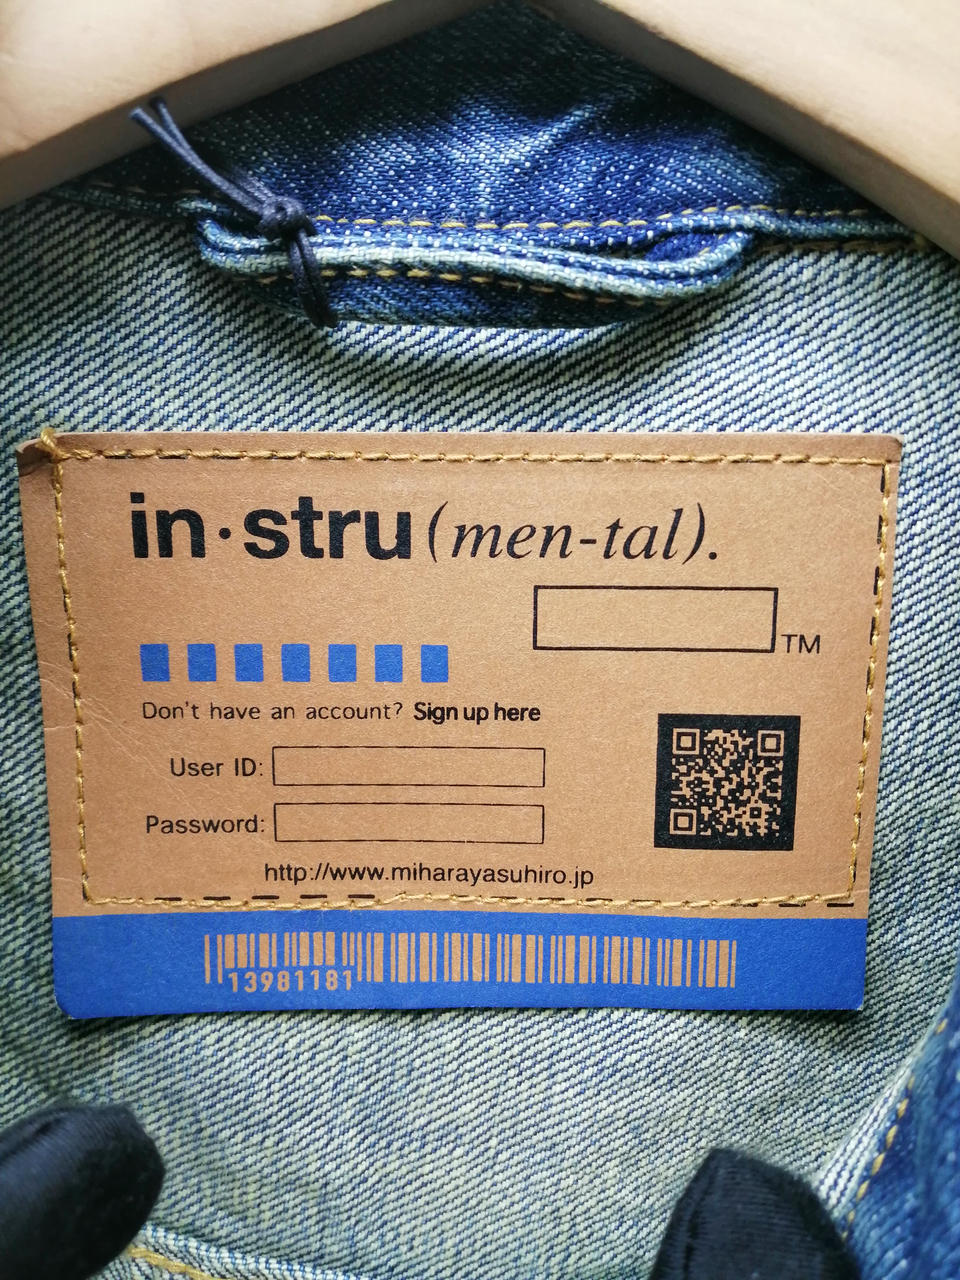 in·stru(men-tal).
TM
Don't have an account? Sign up here
User ID:
Password:
http://www.miharayasuhiro.jp
13981181